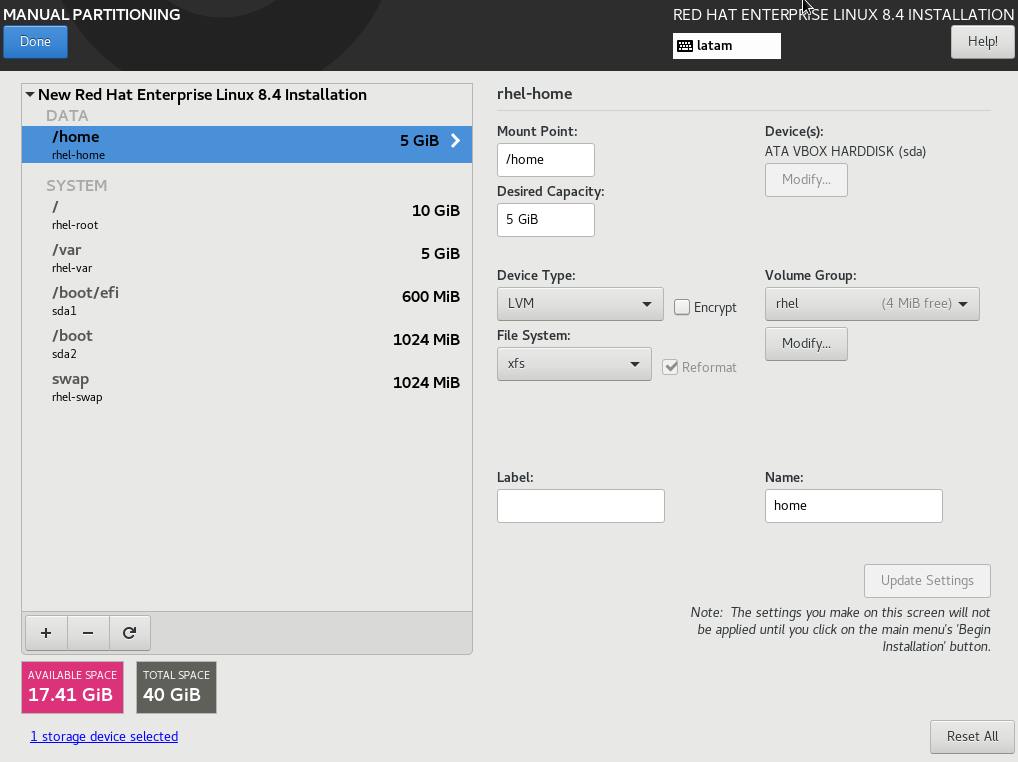 MANUAL PARTITIONING
RED HAT ENTERPRISE LINUX 8.4 INSTALLATION
Done
latam
Help!
New Red Hat Enterprise Linux 8.4 Installation
DATA
/home
5 GiB
rhel-home
SYSTEM
/
10 GiB
rhel-root
/var
5 GiB
rhel-var
/boot/efi
600 MiB
sda1
/boot
1024 MiB
sda2
swap
1024 MiB
rhel-swap
+ −
AVAILABLE SPACE
17.41 GiB
TOTAL SPACE
40 GiB
1 storage device selected
rhel-home
Mount Point:
/home
Device(s):
ATA VBOX HARDDISK (sda)
Modify...
Desired Capacity:
5 GiB
Device Type:
LVM
Encrypt
Volume Group:
rhel (4 MiB free)
Modify...
File System:
xfs
Reformat
Label:
Name:
home
Update Settings
Note: The settings you make on this screen will not
be applied until you click on the main menu's 'Begin
Installation' button.
Reset All